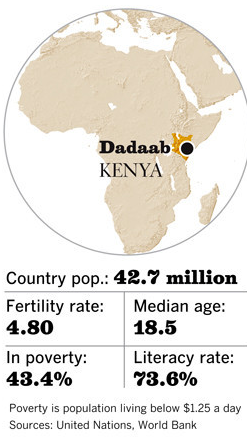 Dadaab
KENYA
Country pop.: 42.7 million
Fertility rate:
4.80
Median age:
18.5
In poverty:
43.4%
Literacy rate:
73.6%
Poverty is population living below $1.25 a day
Sources: United Nations, World Bank